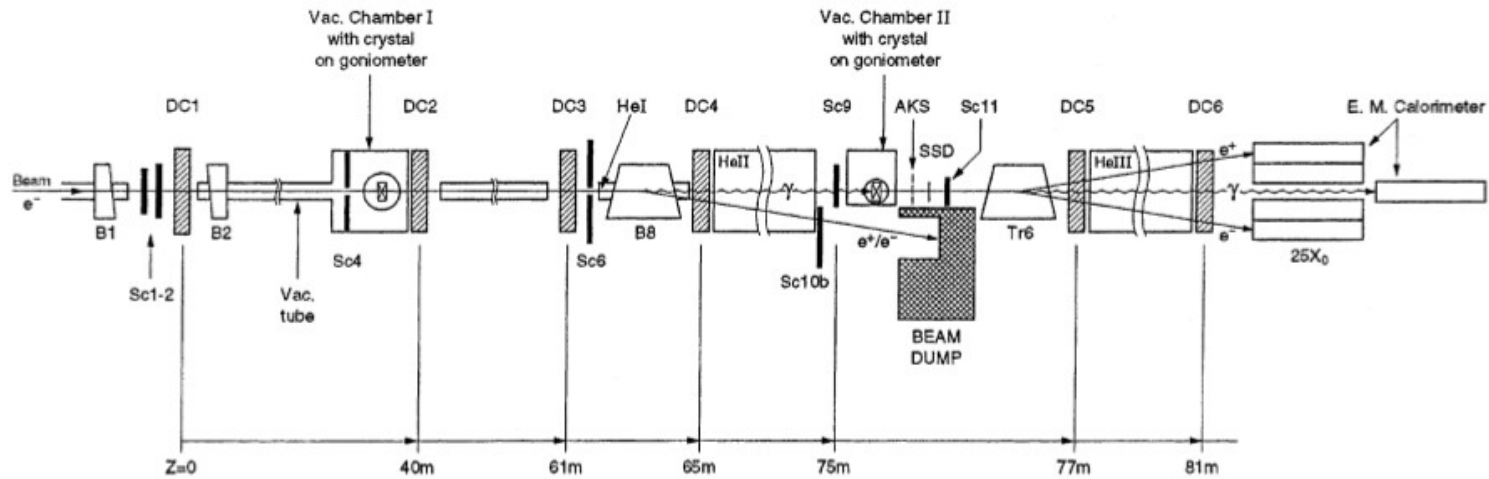 Vac. Chamber I
with crystal
on goniometer
Vac. Chamber II
with crystal
on goniometer
DC1
DC2
DC3
HeI
DC4
Sc9
AKS
Sc11
DC5
DC6
E. M. Calorimeter
SSD
HeII
HeIII
e+
Beam
e-
γ
γ
B1
B2
Sc4
Sc6
B8
e+/e-
Tr6
e-
25X₀
Sc1-2
Vac.
tube
Sc10b
BEAM
DUMP
Z=0
40m
61m
65m
75m
77m
81m